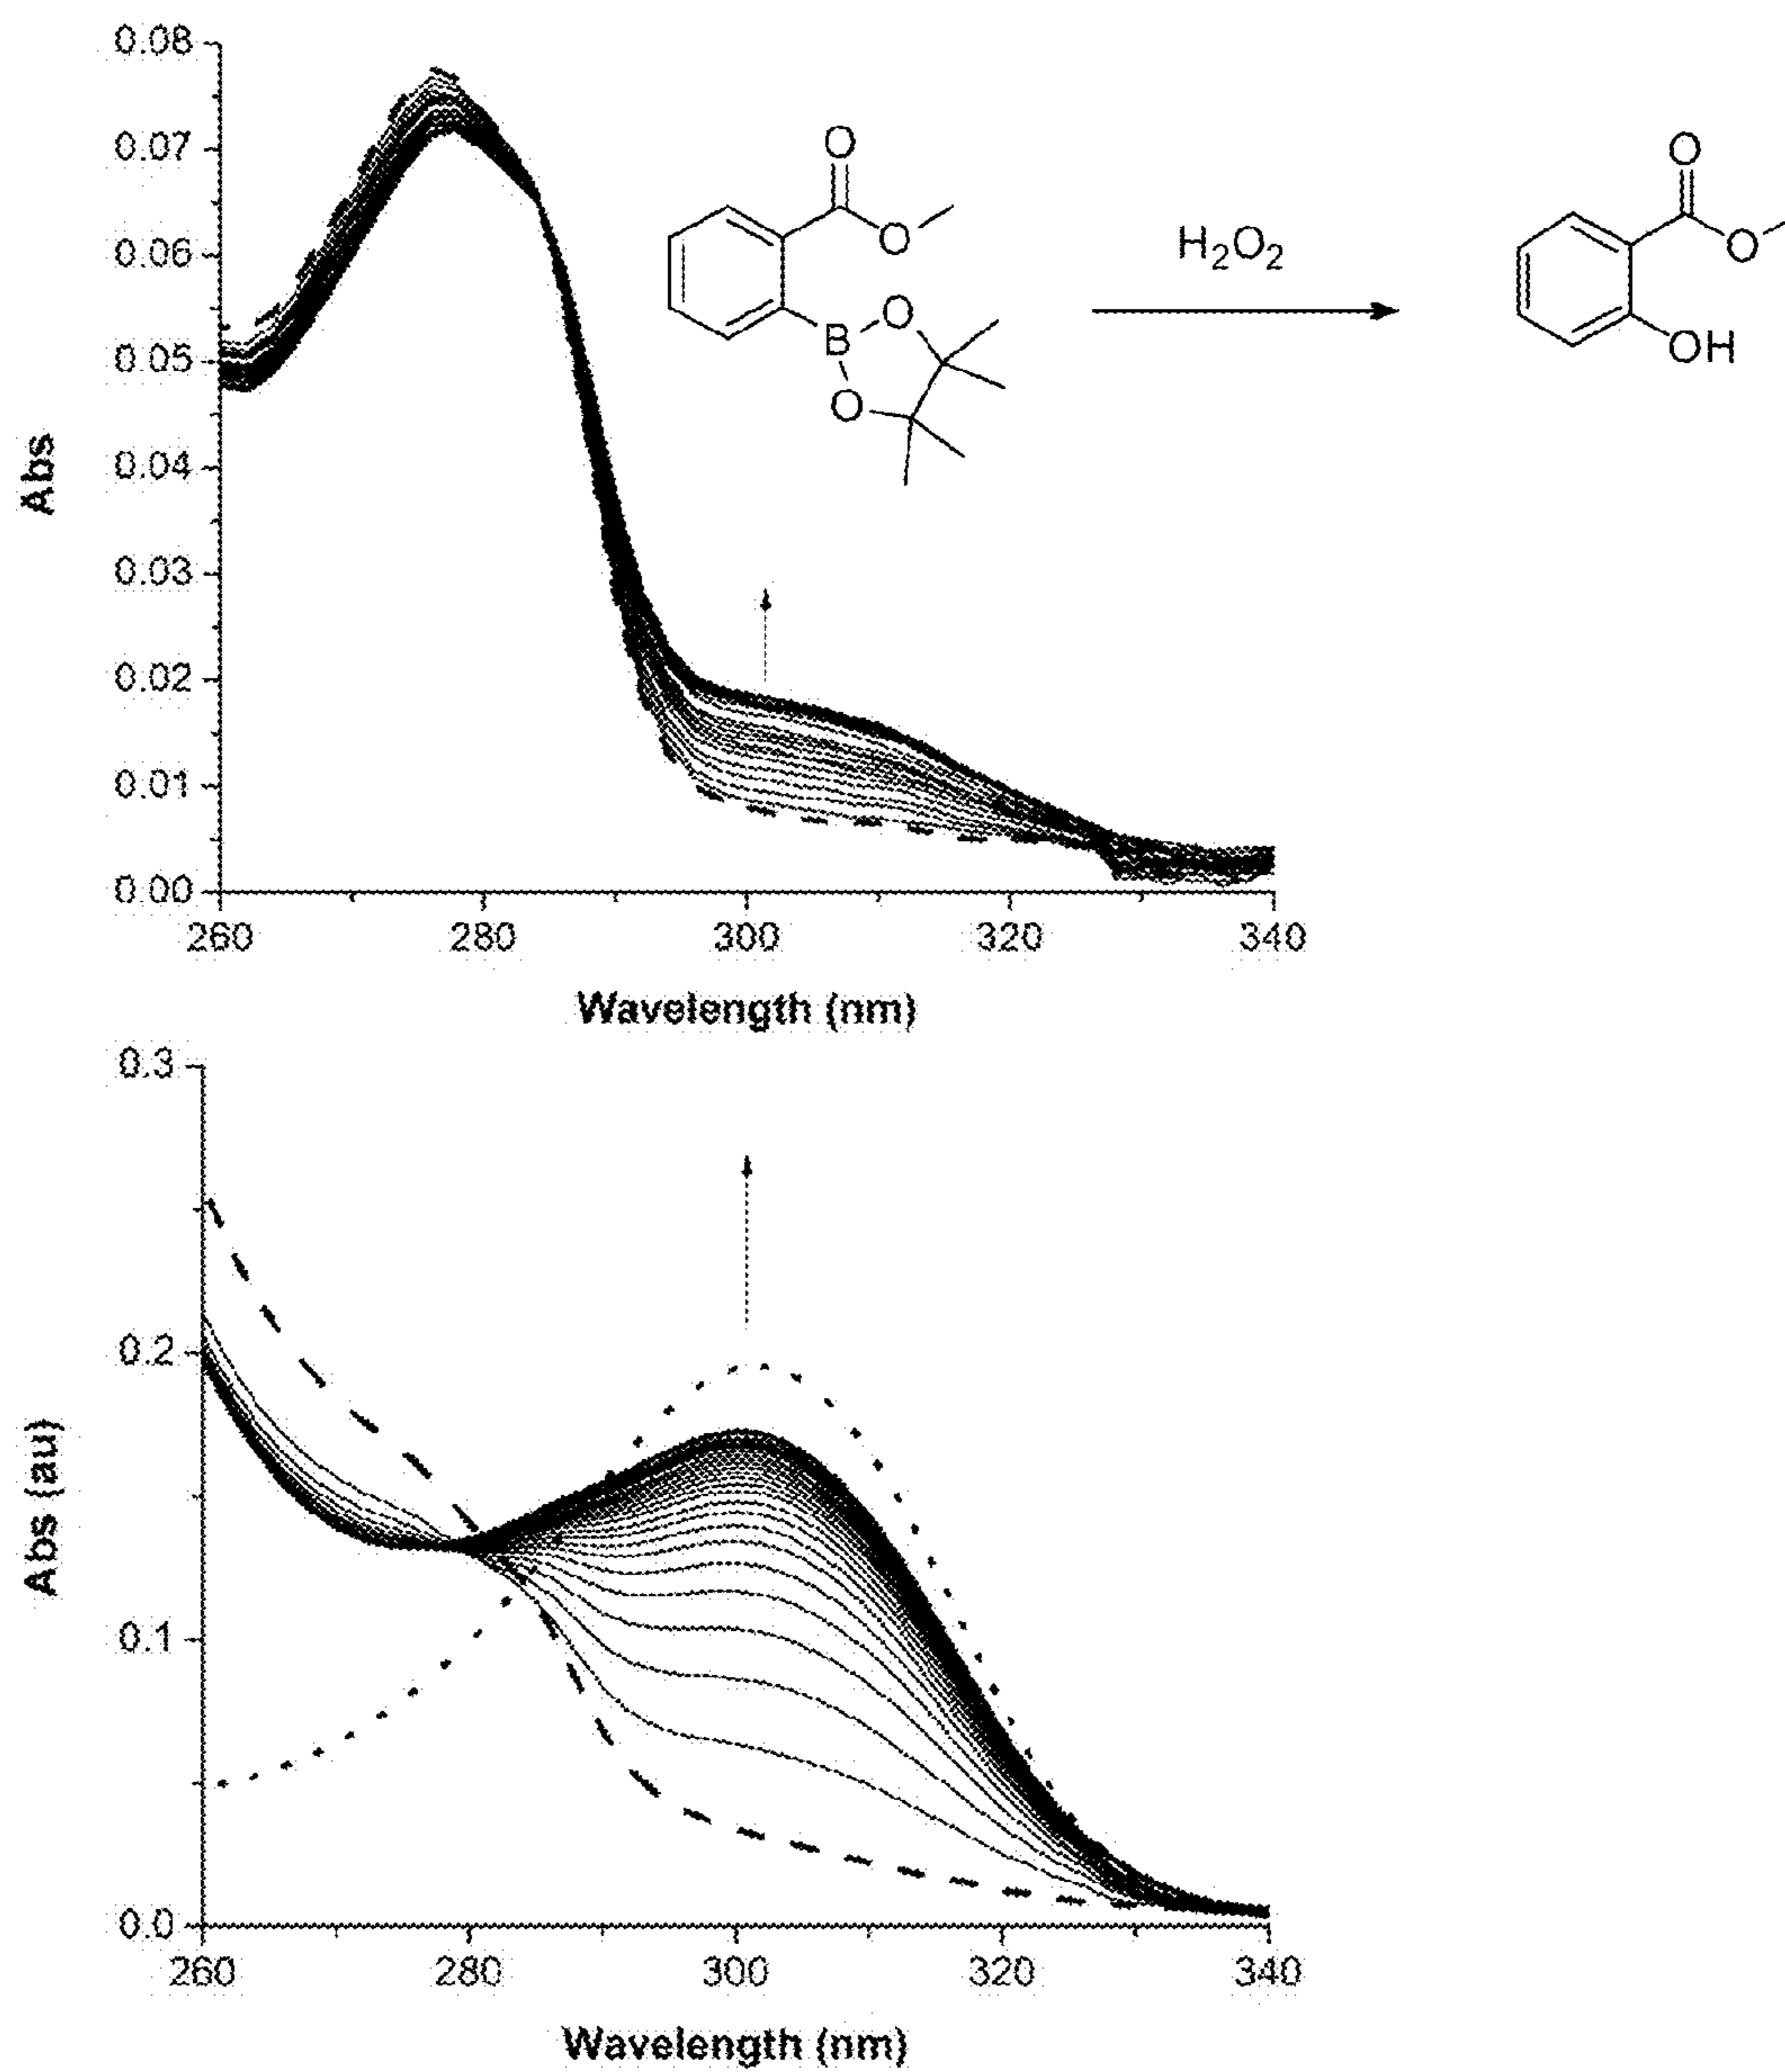 0.08
0.07
0.06
0.05
0.04
0.03
0.02
0.01
0.00
Abs
260 280 300 320 340
Wavelength (nm)
O
O
B
O
O
H₂O₂
O
O
OH
0.3
0.2
0.1
0.0
Abs (au)
260 280 300 320 340
Wavelength (nm)